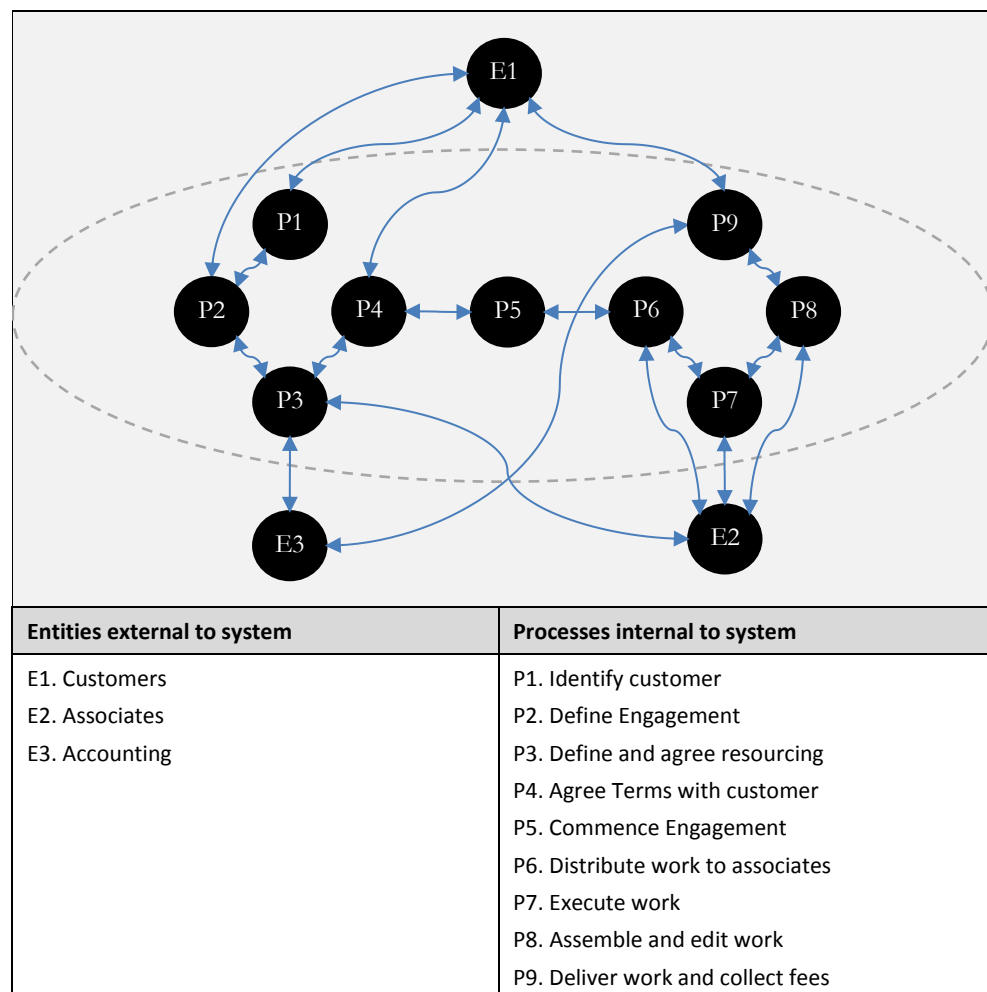 E1
P1
P9
P2
P4
P5
P6
P8
P3
P7
E3
E2
Entities external to system
Processes internal to system
E1. Customers
E2. Associates
E3. Accounting
P1. Identify customer
P2. Define Engagement
P3. Define and agree resourcing
P4. Agree Terms with customer
P5. Commence Engagement
P6. Distribute work to associates
P7. Execute work
P8. Assemble and edit work
P9. Deliver work and collect fees